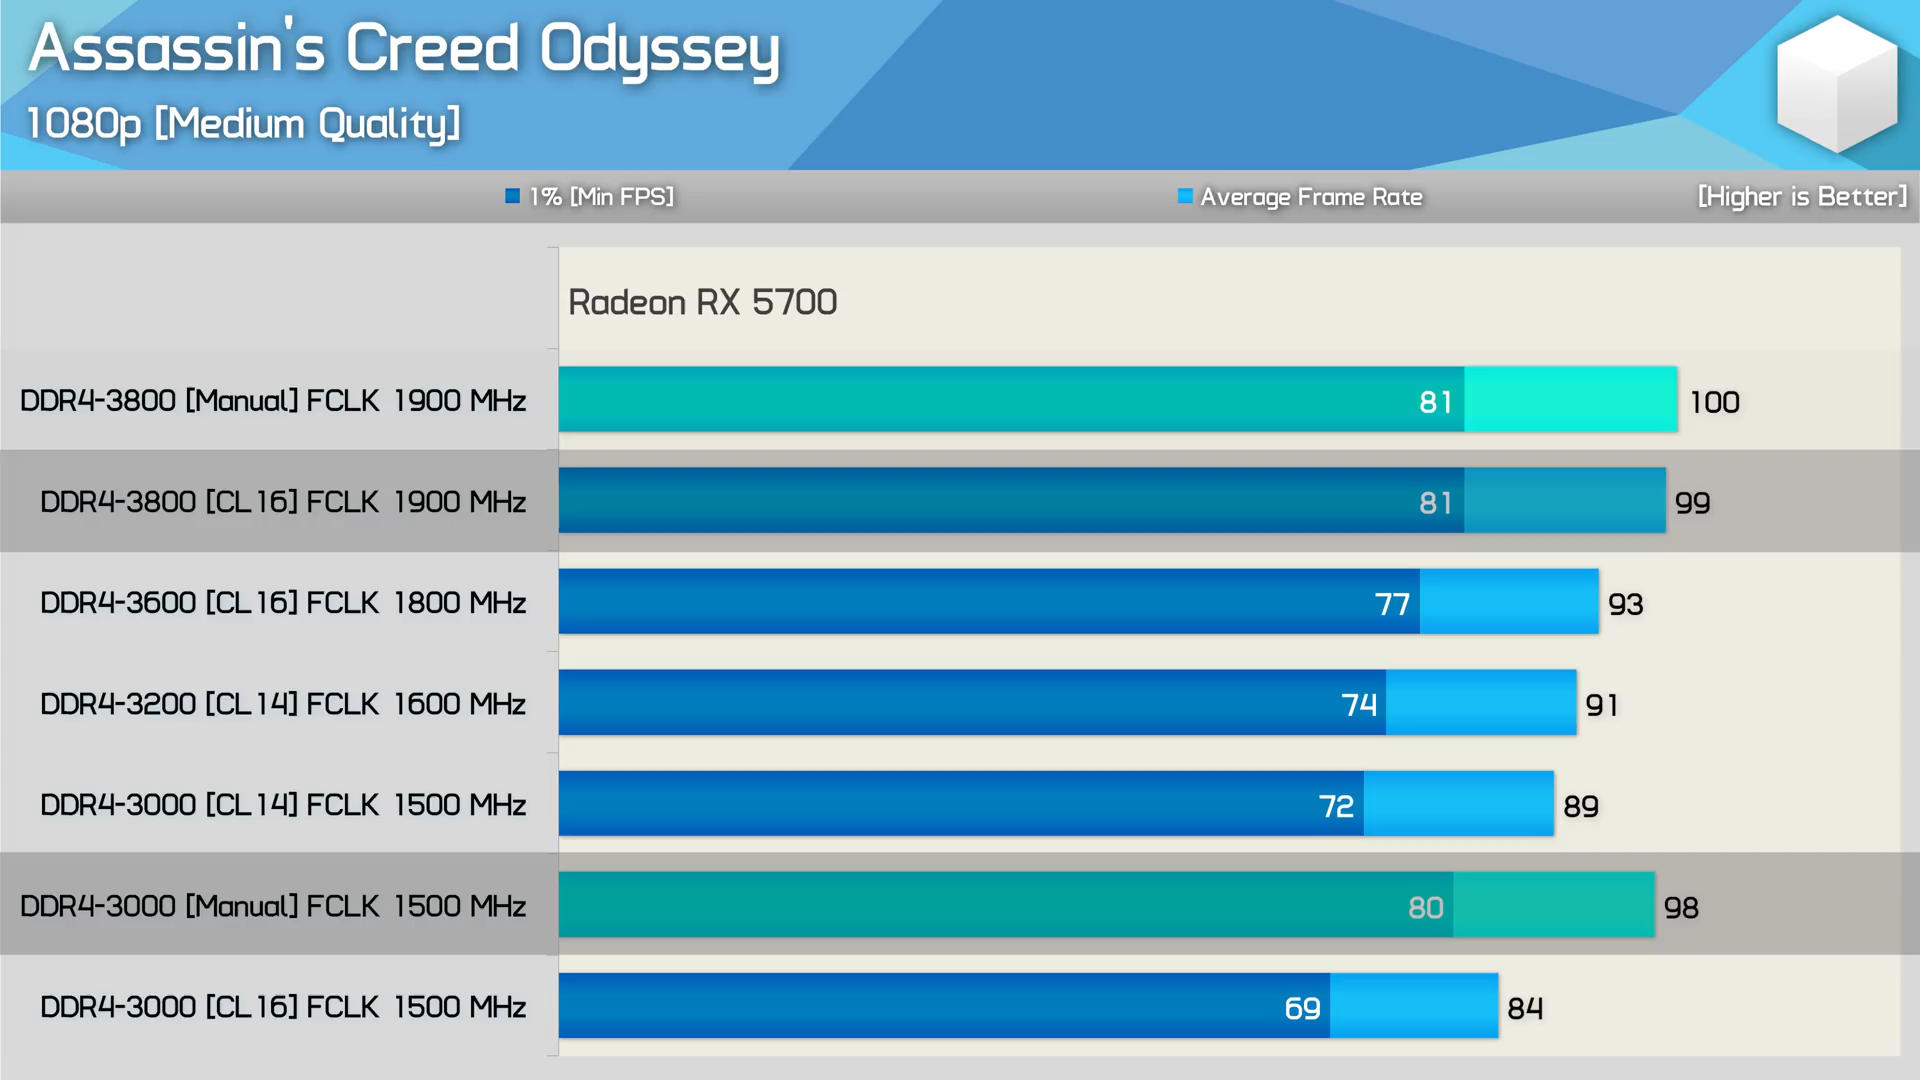 Assassin's Creed Odyssey
1080p [Medium Quality]
1% [Min FPS] Average Frame Rate [Higher is Better]
Radeon RX 5700
DDR4-3800 [Manual] FCLK 1900 MHz 81 100
DDR4-3800 [CL16] FCLK 1900 MHz 81 99
DDR4-3600 [CL16] FCLK 1800 MHz 77 93
DDR4-3200 [CL14] FCLK 1600 MHz 74 91
DDR4-3000 [CL14] FCLK 1500 MHz 72 89
DDR4-3000 [Manual] FCLK 1500 MHz 80 98
DDR4-3000 [CL16] FCLK 1500 MHz 69 84